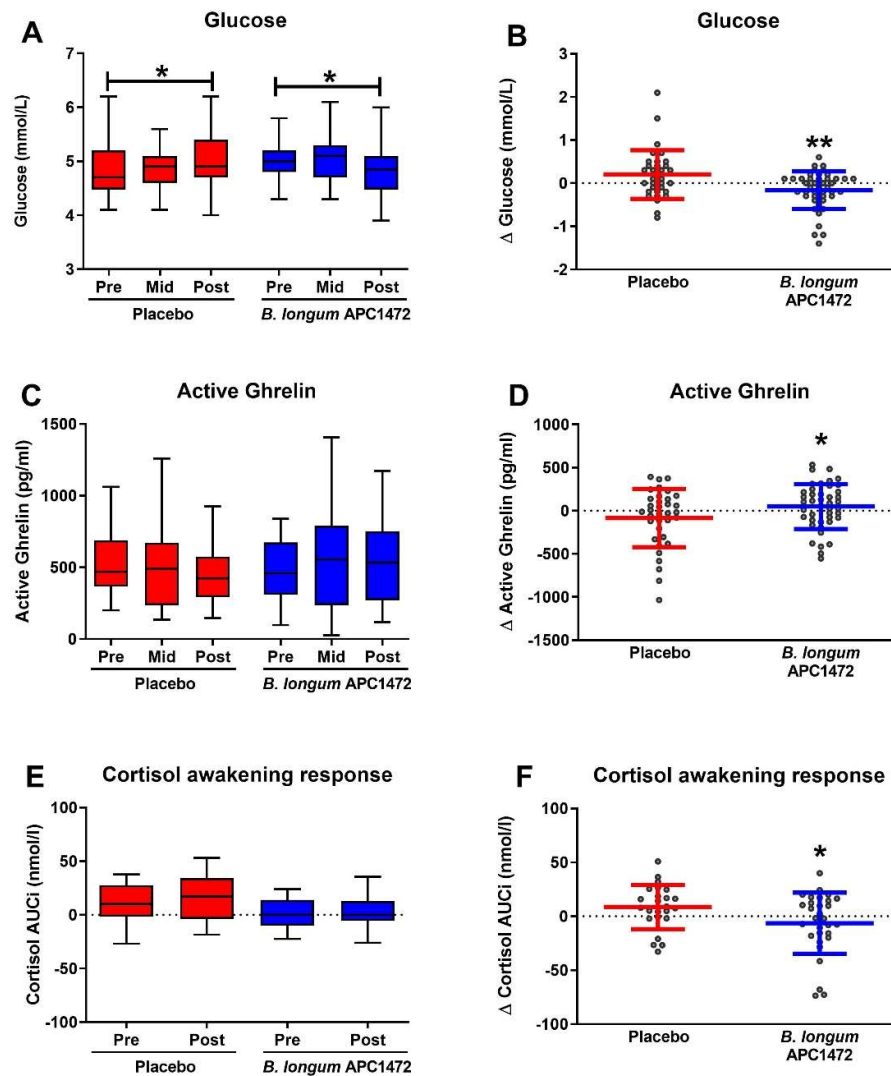 A
Glucose
Glucose (mmol/L)
7
6
5
4
3
*
*
Pre Mid Post Pre Mid Post
Placebo B. longum APC1472
B
Glucose
Δ Glucose (mmol/L)
3
2
1
0
-1
-2
**
Placebo B. longum
APC1472
C
Active Ghrelin
Active Ghrelin (pg/ml)
1500
1000
500
0
Pre Mid Post Pre Mid Post
Placebo B. longum APC1472
D
Active Ghrelin
Δ Active Ghrelin (pg/ml)
1000
500
0
-500
-1000
-1500
*
Placebo B. longum
APC1472
E
Cortisol awakening response
Cortisol AUCi (nmol/l)
100
50
0
-50
-100
Pre Post Pre Post
Placebo B. longum APC1472
F
Cortisol awakening response
Δ Cortisol AUCi (nmol/l)
100
50
0
-50
-100
*
Placebo B. longum
APC1472